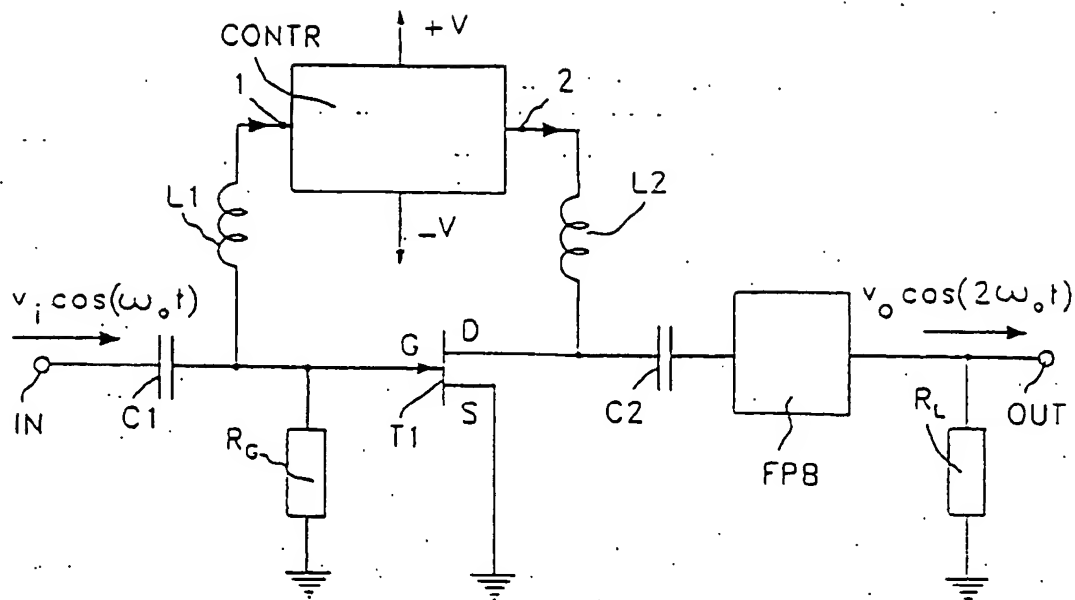 CONTR
+V
1
2
L1
L2
−V
v_i cos(ω_o t)
v_o cos(2ω_o t)
G
D
S
IN
C1
R_G
T1
C2
FPB
R_L
OUT